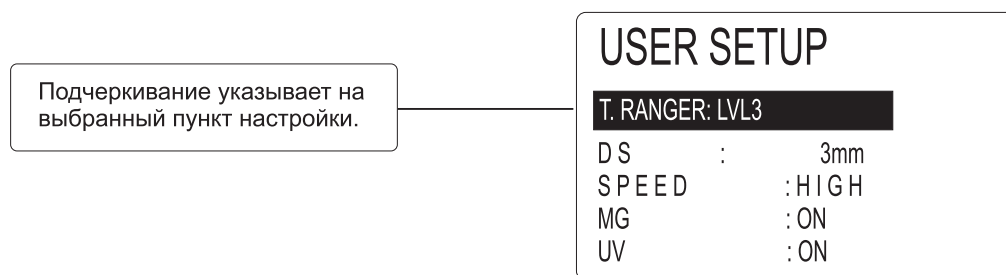 Подчеркивание указывает на
выбранный пункт настройки.
USER SETUP
T. RANGER: LVL3
DS : 3mm
SPEED :HIGH
MG : ON
UV : ON